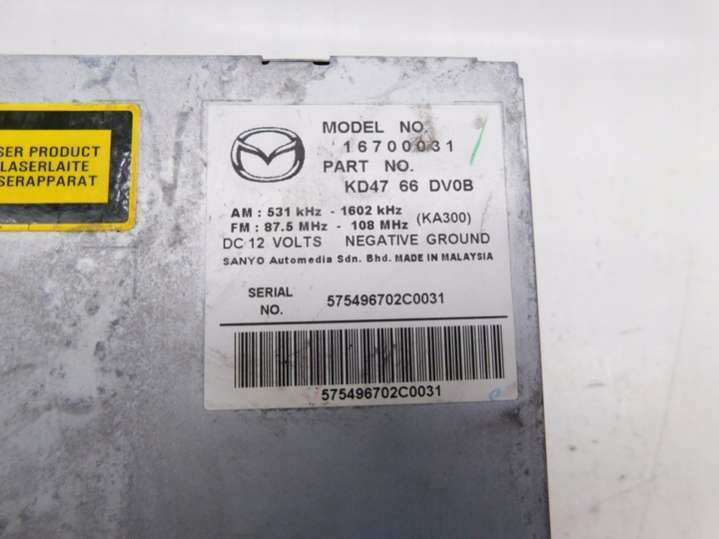 SER PRODUCT
LASERLAITE
SERAPPARAT
MODEL NO.
16700031
PART NO.
KD47 66 DV0B
AM : 531 kHz - 1602 kHz
FM : 87.5 MHz - 108 MHz (KA300)
DC 12 VOLTS NEGATIVE GROUND
SANYO Automedia Sdn. Bhd. MADE IN MALAYSIA
SERIAL NO. 575496702C0031
575496702C0031